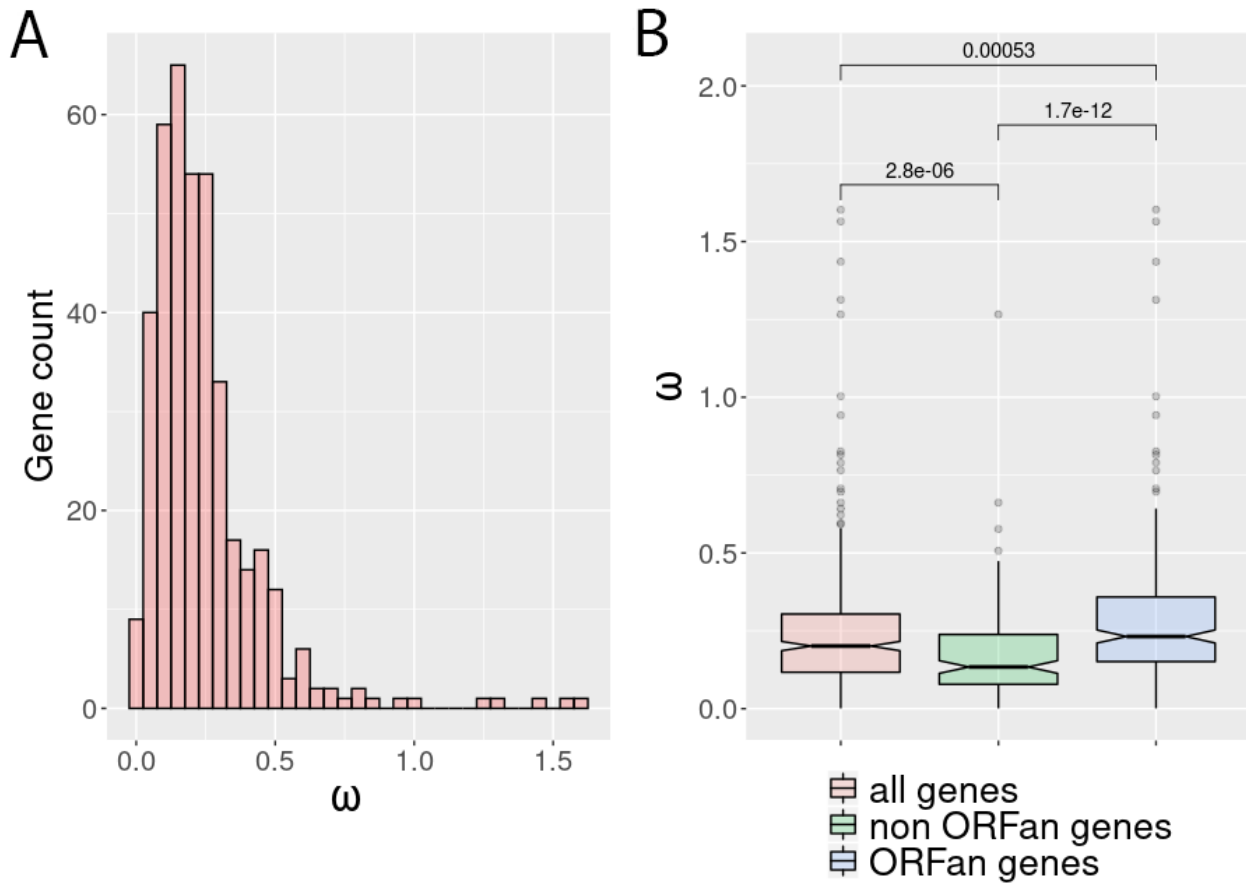 A
Gene count
60
40
20
0
0.0 0.5 1.0 1.5
ω
B
ω
2.0
1.5
1.0
0.5
0.0
0.00053
1.7e-12
2.8e-06
all genes
non ORFan genes
ORFan genes